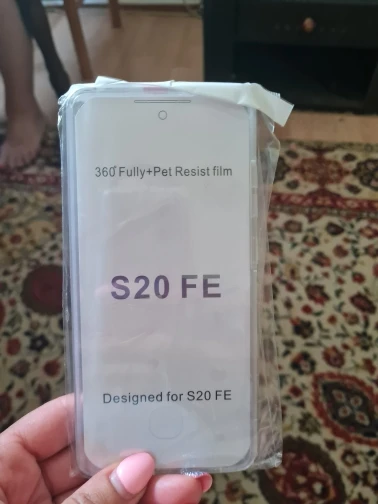 360°Fully+Pet Resist film
S20 FE
Designed for S20 FE